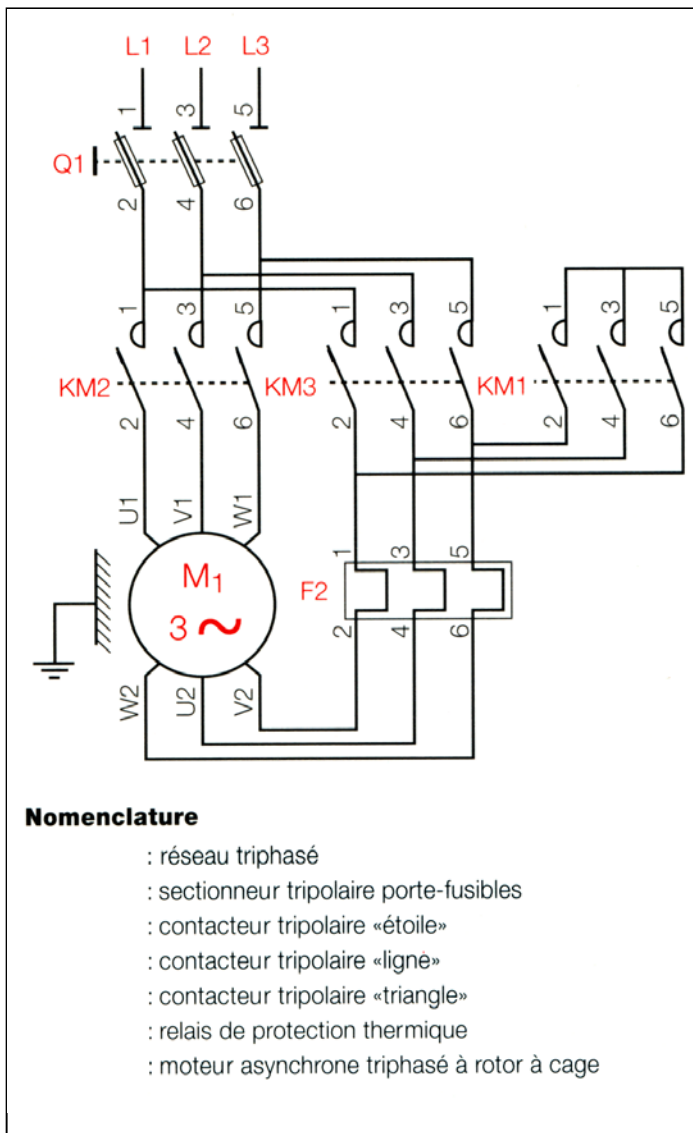 L1 L2 L3
1 3 5
Q1
2 4 6
1 3 5 1 3 5 1 3 5
KM2 KM3 KM1
2 4 6 2 4 6 2 4 6
U1 V1 W1
1 3 5
M1
F2
3 ~
2 4 6
W2 U2 V2
Nomenclature
: réseau triphasé
: sectionneur tripolaire porte-fusibles
: contacteur tripolaire «étoile»
: contacteur tripolaire «ligne»
: contacteur tripolaire «triangle»
: relais de protection thermique
: moteur asynchrone triphasé à rotor à cage